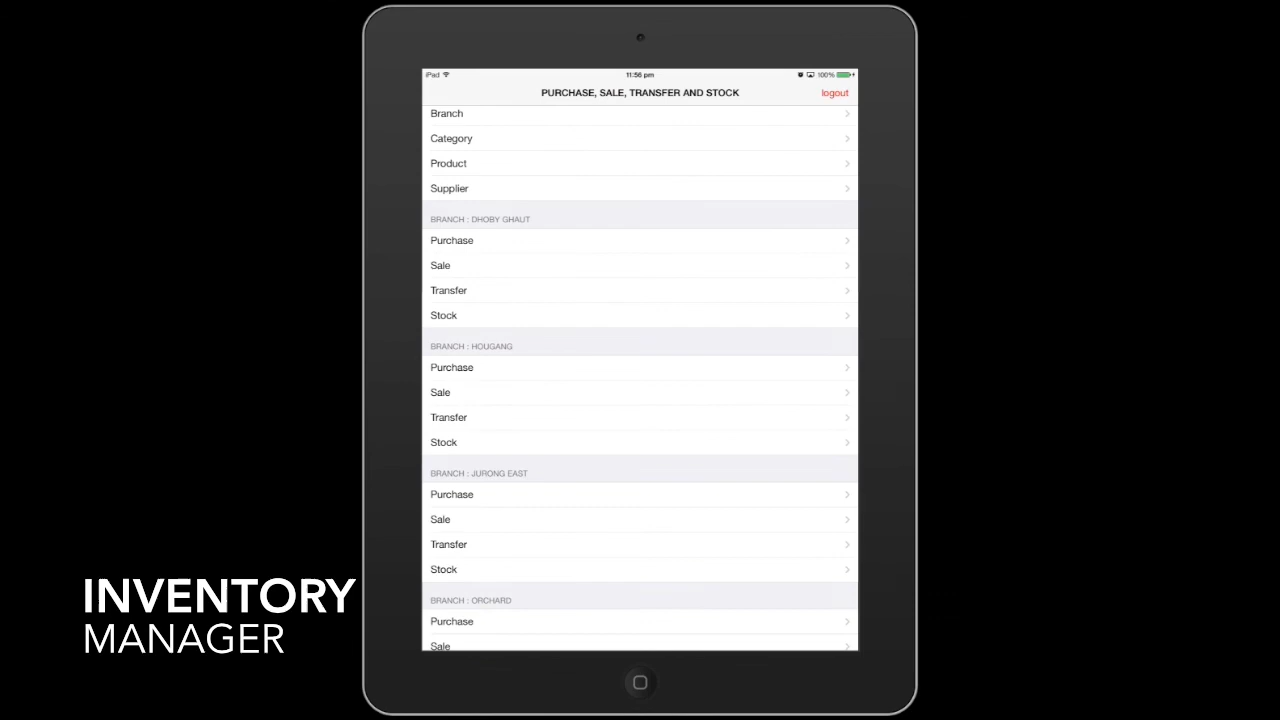 iPad 11:56 pm 100%
PURCHASE, SALE, TRANSFER AND STOCK logout
Branch
Category
Product
Supplier
BRANCH : DHOBY GHAUT
Purchase
Sale
Transfer
Stock
BRANCH : HOUGANG
Purchase
Sale
Transfer
Stock
BRANCH : JURONG EAST
Purchase
Sale
Transfer
Stock
BRANCH : ORCHARD
Purchase
Sale
INVENTORY
MANAGER